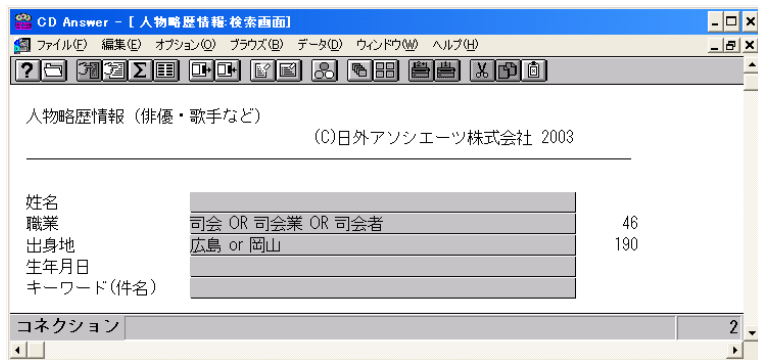 CD Answer - [ 人物略歴情報:検索画面]
ファイル(F) 編集(E) オプション(O) ブラウズ(B) データ(D) ウィンドウ(W) ヘルプ(H)
人物略歴情報（俳優・歌手など）
(C)日外アソシエーツ株式会社 2003
姓名
職業 司会 OR 司会業 OR 司会者 46
出身地 広島 or 岡山 190
生年月日
キーワード(件名)
コネクション 2